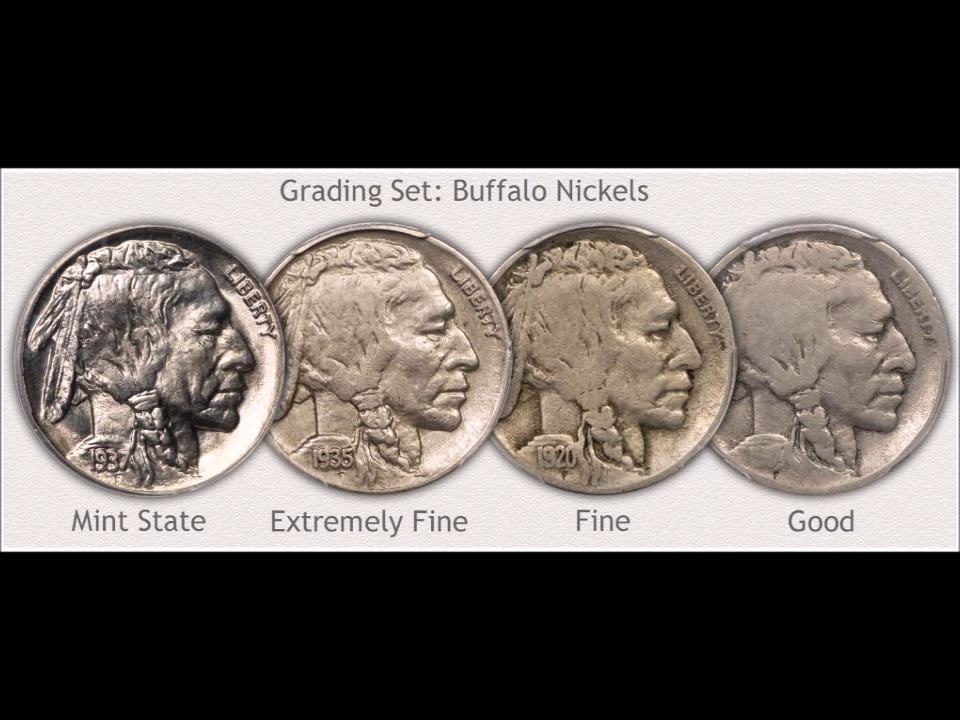 Grading Set: Buffalo Nickels
LIBERTY
LIBERTY
LIBERTY
LIBERTY
1937
F
1935
1920
Mint State
Extremely Fine
Fine
Good